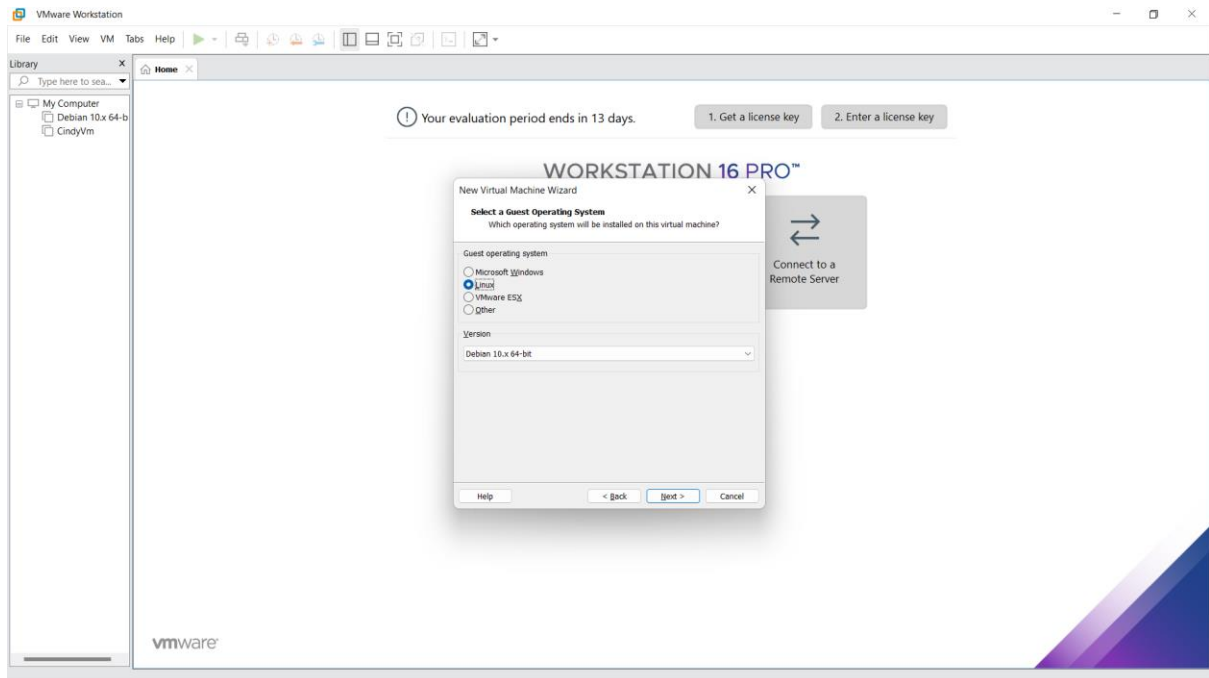 VMware Workstation
File Edit View VM Tabs Help
Library X
Type here to sea...
My Computer
Debian 10.x 64-b
CindyVm
Home
Your evaluation period ends in 13 days.
1. Get a license key
2. Enter a license key
WORKSTATION 16 PRO™
New Virtual Machine Wizard
Select a Guest Operating System
Which operating system will be installed on this virtual machine?
Guest operating system
Microsoft Windows
Linux
VMware ESX
Other
Version
Debian 10.x 64-bit
Help
< Back
Next >
Cancel
Connect to a
Remote Server
vmware